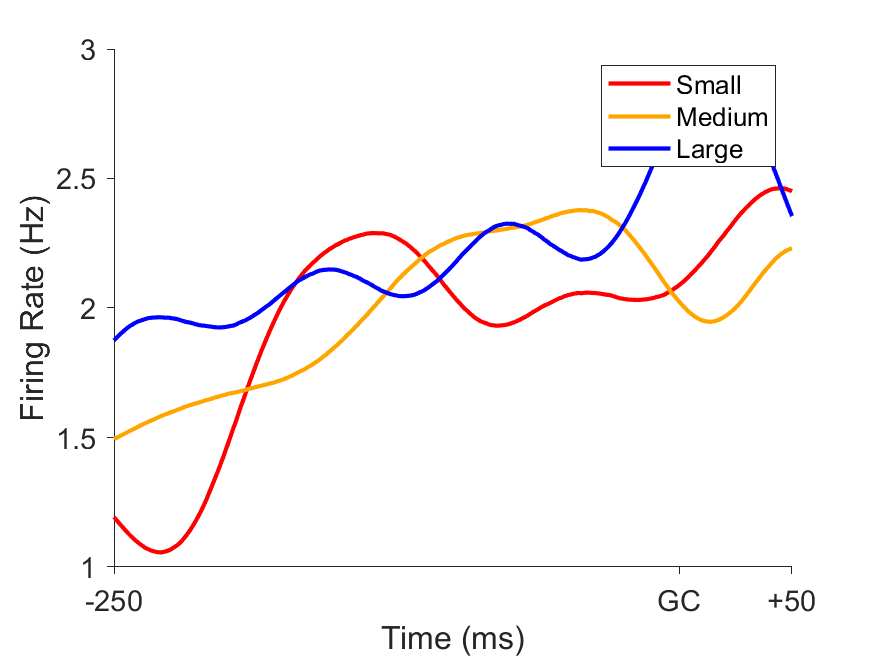 3
Small
Medium
Large
2.5
2
1.5
1
Firing Rate (Hz)
-250
GC
+50
Time (ms)